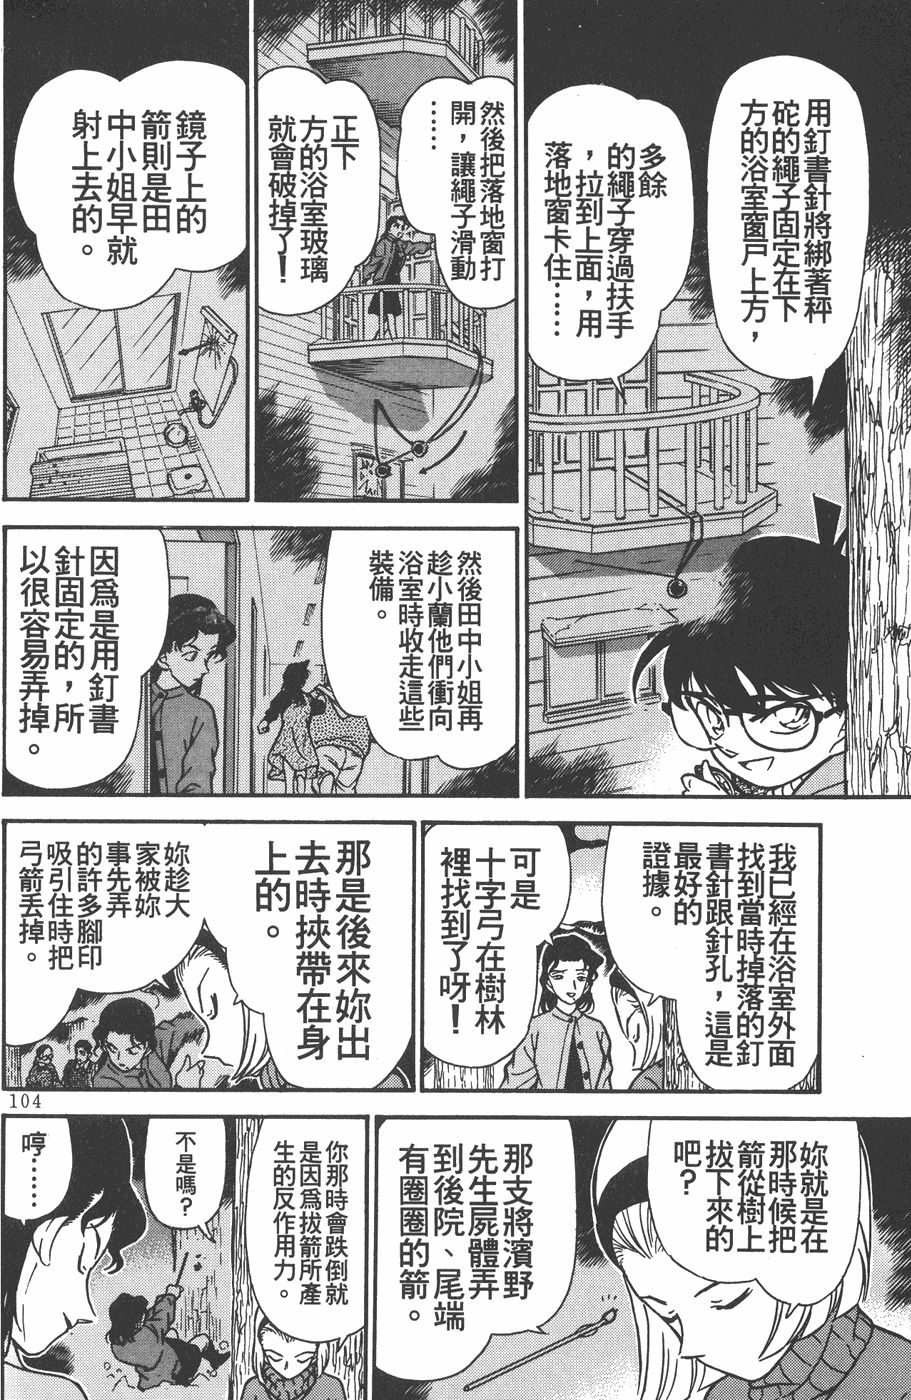 用釘書針將綁著秤
砣的繩子固定在下
方的浴室窗戸上方，
多餘
的繩子穿過扶手
，拉到上面，用
落地窗卡住……
然後把落地窗打
開，讓繩子滑動
……
正下
方的浴室玻璃
就會破掉了！
鏡子上的
箭則是田
中小姐早就
射上去的。
然後田中小姐再
趁小蘭他們衝向
浴室時收走這些
裝備。
因爲是用釘書
針固定的，所
以很容易弄掉。
我已經在浴室外面
找到當時掉落的釘
書針跟針孔，這是
最好的
證據。
可是
十字弓在樹林
裡找到了呀！
那是後來妳出
去時挾帶在身
上的。
妳趁大
家被妳
事先弄
的許多腳印
吸引住時把
弓箭丟掉。
妳就是在
那時候把
箭從樹上
拔下來的
吧？
那支將濱野
先生屍體弄
到後院、尾端
有圈圈的箭。
你那時會跌倒就
是因爲拔箭所產
生的反作用力。
不是嗎？
哼……
104